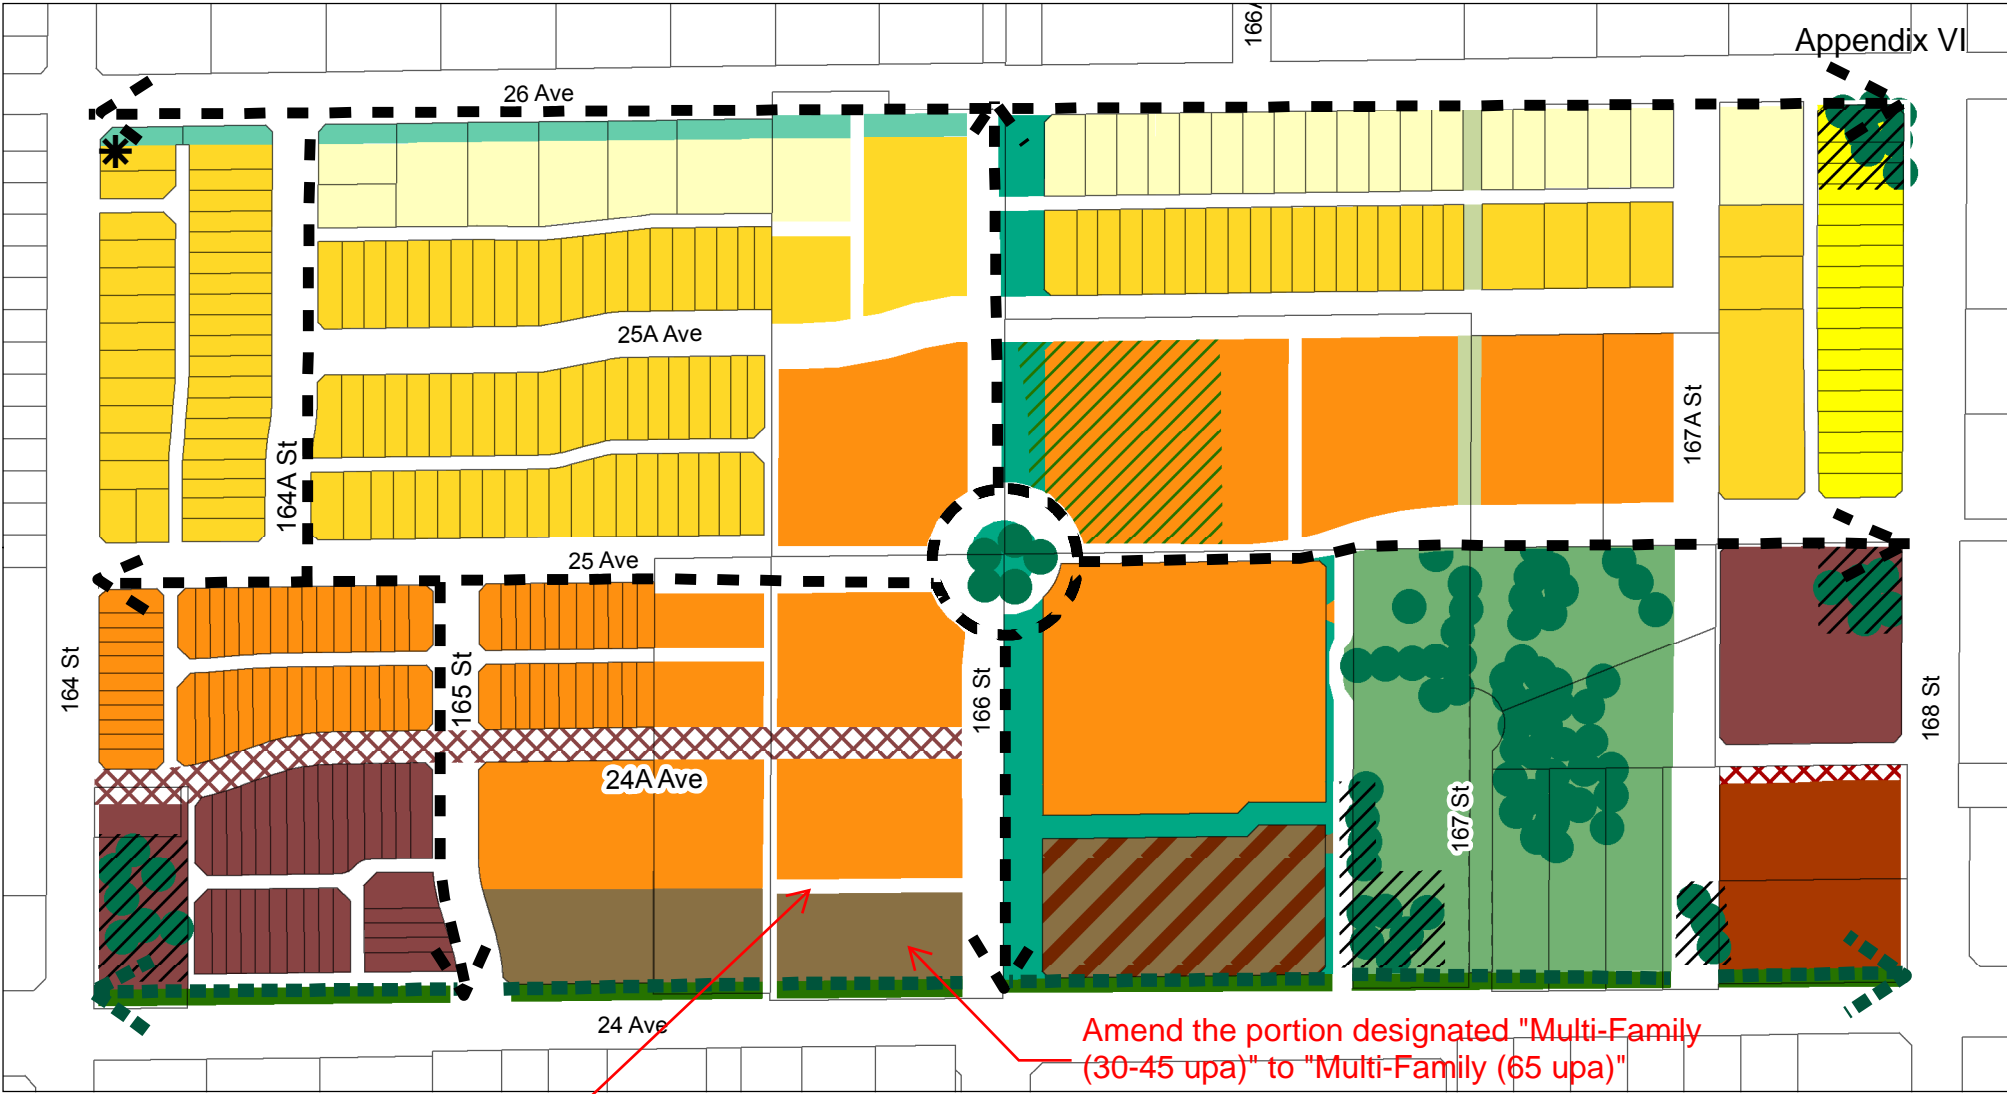 166A
Appendix VI
26 Ave
25A Ave
164A St
167A St
25 Ave
164 St
165 St
166 St
168 St
24A Ave
167 St
24 Ave
Amend the portion designated "Multi-Family
(30-45 upa)" to "Multi-Family (65 upa)"